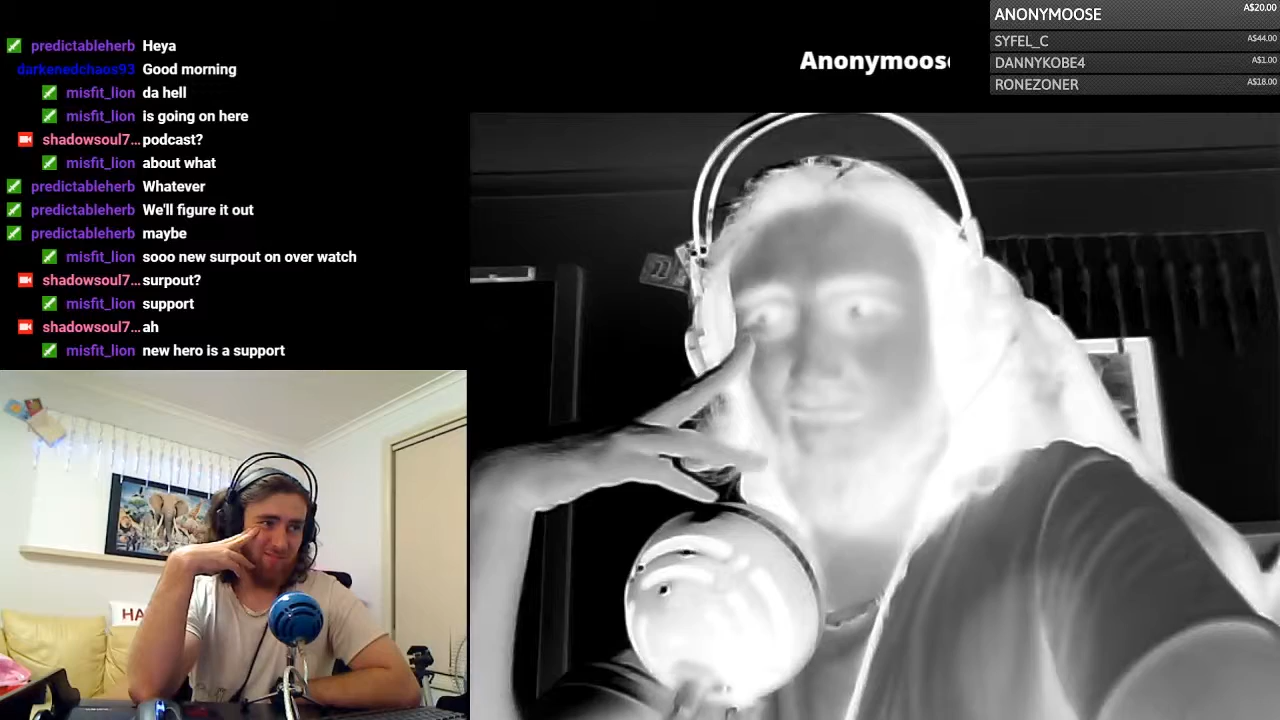 predictableherb Heya
darkenedchaos93 Good morning
misfit_lion da hell
misfit_lion is going on here
shadowsoul7… podcast?
misfit_lion about what
predictableherb Whatever
predictableherb We'll figure it out
predictableherb maybe
misfit_lion sooo new surpout on over watch
shadowsoul7… surpout?
misfit_lion support
shadowsoul7… ah
misfit_lion new hero is a support
Anonymoos
ANONYMOOSE A$20.00
SYFEL_C A$44.00
DANNYKOBE4 A$1.00
RONEZONER A$18.00
HA